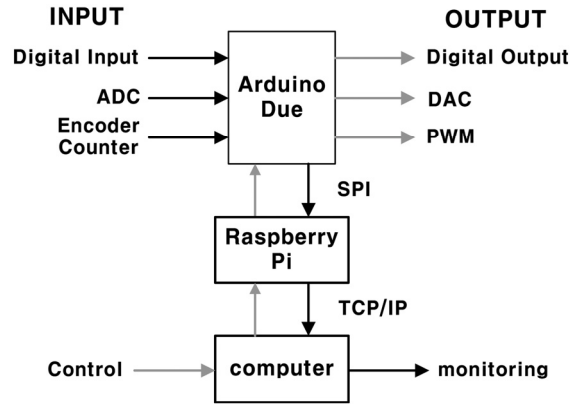 INPUT
OUTPUT
Digital Input
Arduino
Due
Digital Output
ADC
DAC
Encoder
Counter
PWM
SPI
Raspberry
Pi
TCP/IP
Control
computer
monitoring